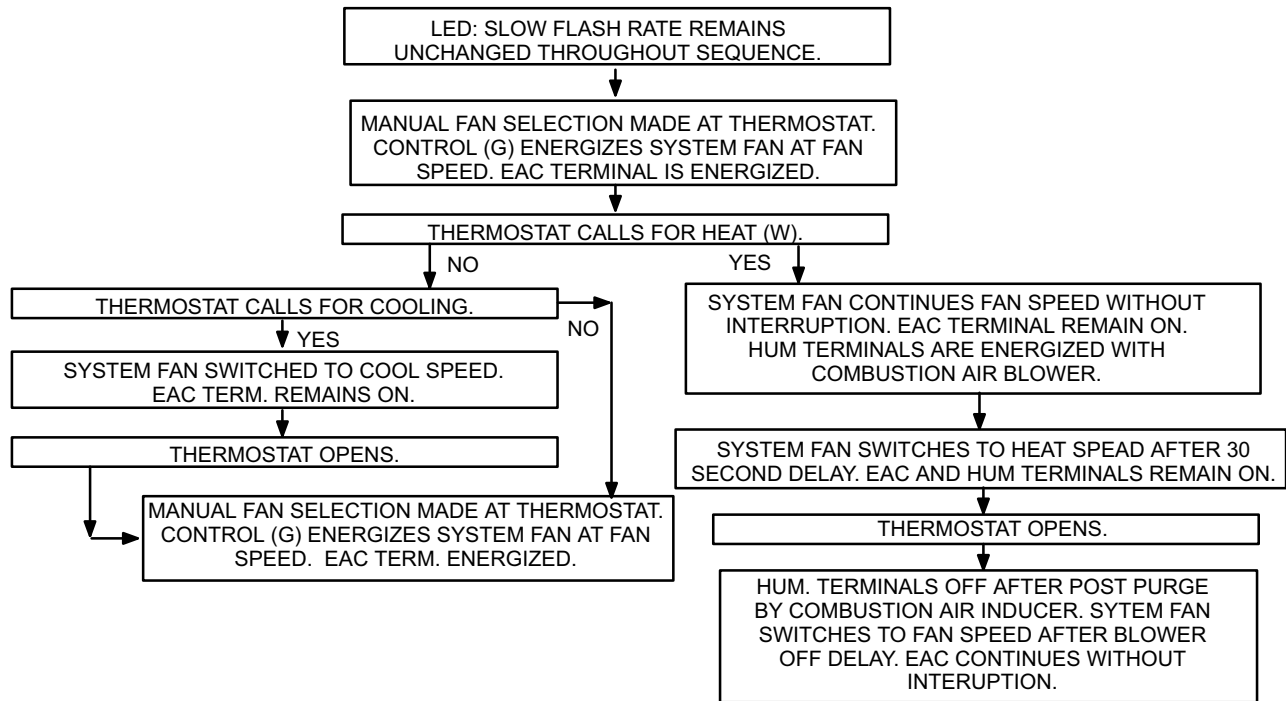 LED: SLOW FLASH RATE REMAINS
UNCHANGED THROUGHOUT SEQUENCE.
MANUAL FAN SELECTION MADE AT THERMOSTAT.
CONTROL (G) ENERGIZES SYSTEM FAN AT FAN
SPEED. EAC TERMINAL IS ENERGIZED.
THERMOSTAT CALLS FOR HEAT (W).
NO
YES
THERMOSTAT CALLS FOR COOLING.
NO
YES
SYSTEM FAN SWITCHED TO COOL SPEED.
EAC TERM. REMAINS ON.
THERMOSTAT OPENS.
MANUAL FAN SELECTION MADE AT THERMOSTAT.
CONTROL (G) ENERGIZES SYSTEM FAN AT FAN
SPEED. EAC TERM. ENERGIZED.
SYSTEM FAN CONTINUES FAN SPEED WITHOUT
INTERRUPTION. EAC TERMINAL REMAIN ON.
HUM TERMINALS ARE ENERGIZED WITH
COMBUSTION AIR BLOWER.
SYSTEM FAN SWITCHES TO HEAT SPEAD AFTER 30
SECOND DELAY. EAC AND HUM TERMINALS REMAIN ON.
THERMOSTAT OPENS.
HUM. TERMINALS OFF AFTER POST PURGE
BY COMBUSTION AIR INDUCER. SYTEM FAN
SWITCHES TO FAN SPEED AFTER BLOWER
OFF DELAY. EAC CONTINUES WITHOUT
INTERUPTION.